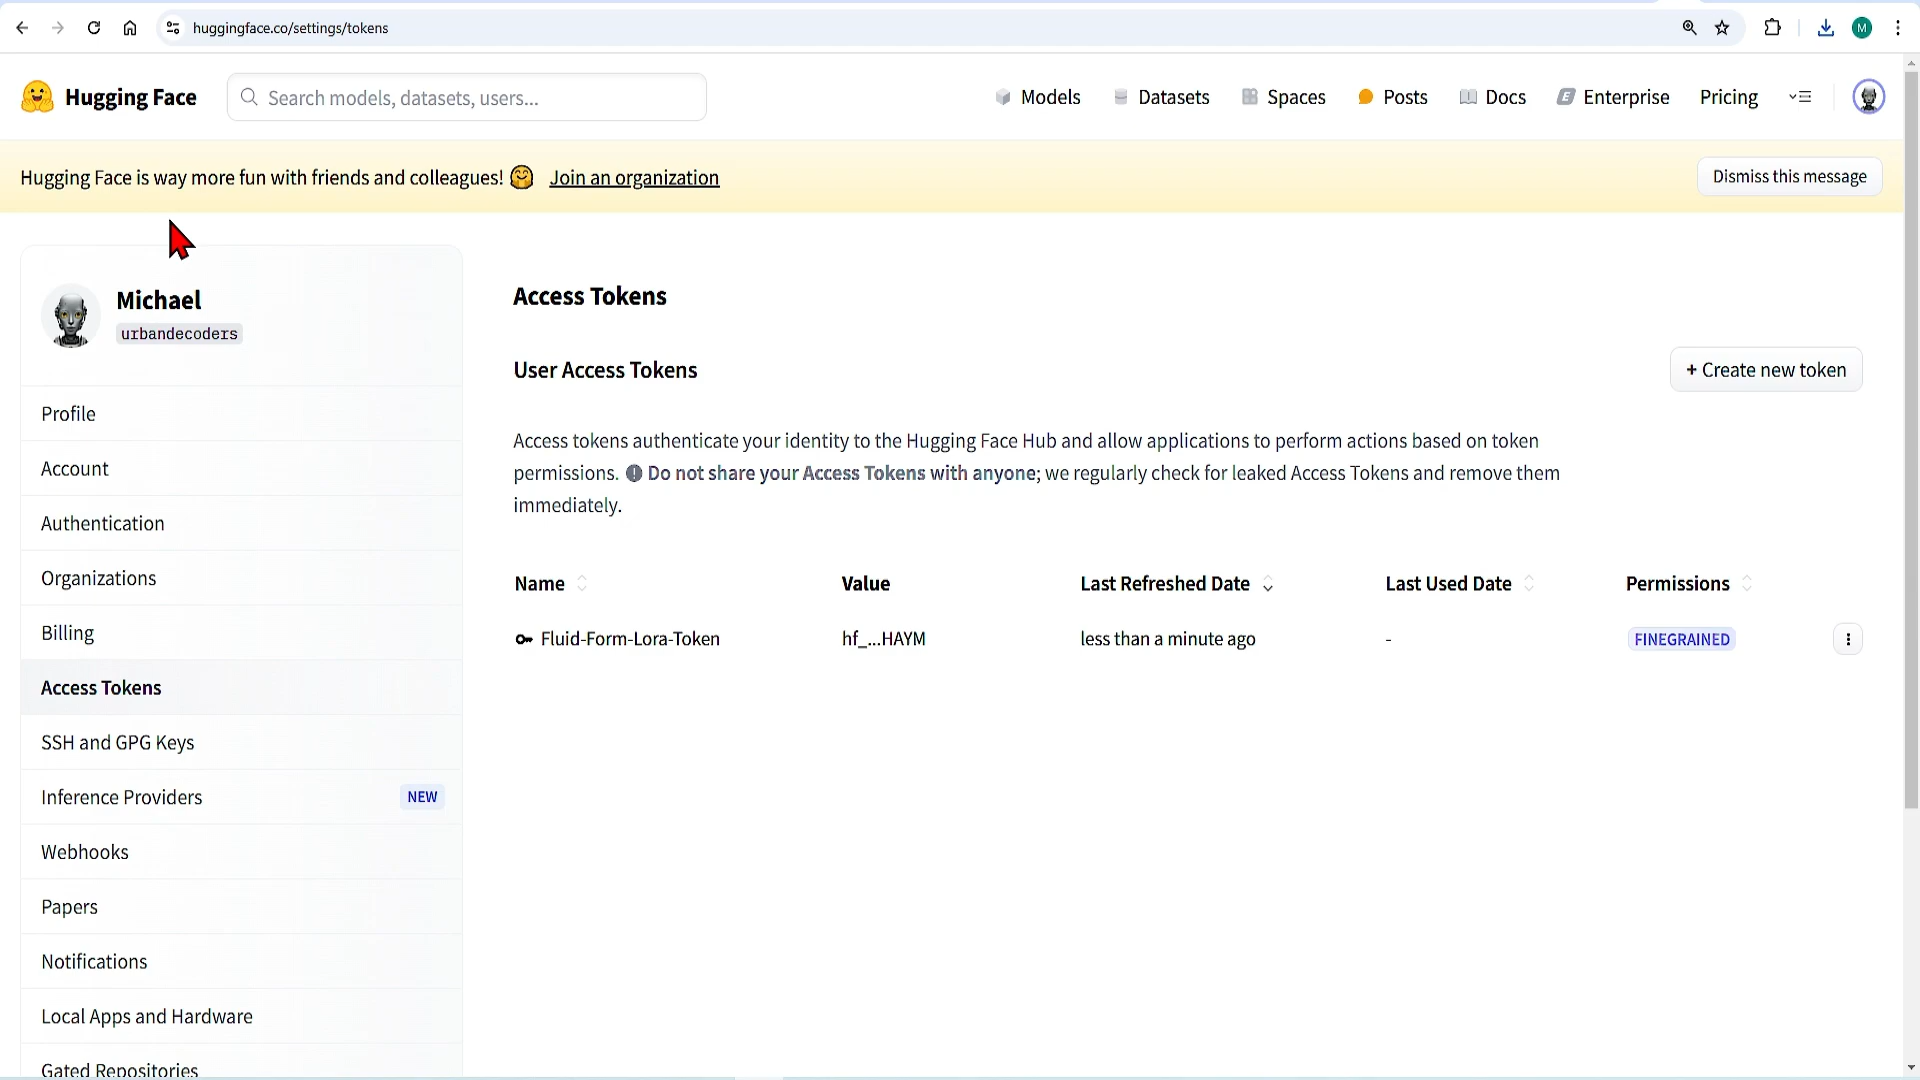 huggingface.co/settings/tokens
M
Hugging Face
Search models, datasets, users...
Models
Datasets
Spaces
Posts
Docs
Enterprise
Pricing
Hugging Face is way more fun with friends and colleagues! 🤗 Join an organization
Dismiss this message
Michael
urbandecoders
Profile
Account
Authentication
Organizations
Billing
Access Tokens
SSH and GPG Keys
Inference Providers NEW
Webhooks
Papers
Notifications
Local Apps and Hardware
Gated Repositories
Access Tokens
User Access Tokens
+ Create new token
Access tokens authenticate your identity to the Hugging Face Hub and allow applications to perform actions based on token
permissions. Do not share your Access Tokens with anyone; we regularly check for leaked Access Tokens and remove them
immediately.
Name Value Last Refreshed Date Last Used Date Permissions
Fluid-Form-Lora-Token hf_...HAYM less than a minute ago - FINEGRAINED